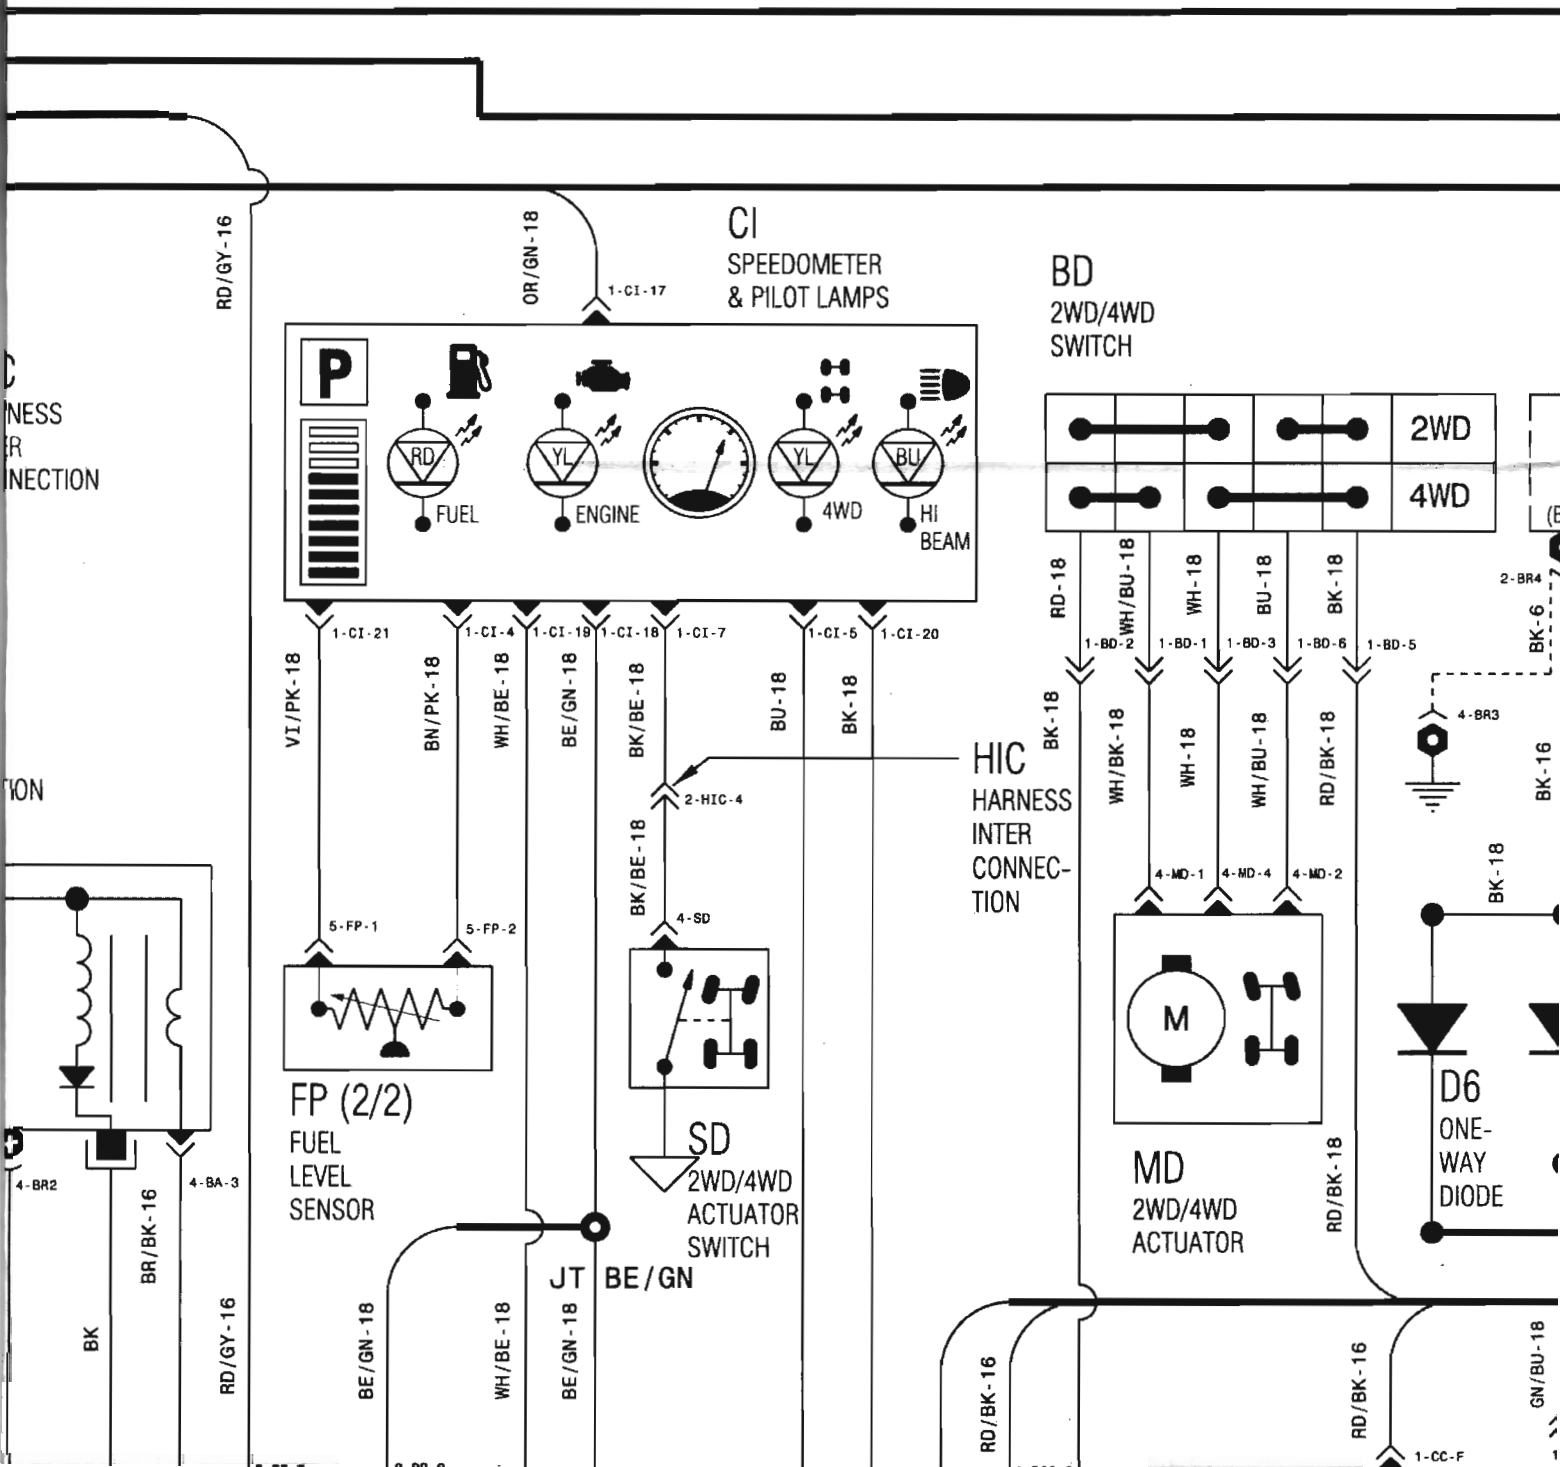 RD/GY-16
OR/GN-18
1-CI-17
CI
SPEEDOMETER
& PILOT LAMPS
BD
2WD/4WD
SWITCH
NESS
NECTION
P
RD
FUEL
YL
ENGINE
YL
4WD
BU
HI
BEAM
2WD
4WD
1-CI-21
1-CI-4
1-CI-19
1-CI-18
1-CI-7
1-CI-5
1-CI-20
VI/PK-18
BN/PK-18
WH/BE-18
BE/GN-18
BK/BE-18
BU-18
BK-18
RD-18
WH/BU-18
WH-18
BU-18
BK-18
1-BD-2
1-BD-1
1-BD-3
1-BD-6
1-BD-5
2-BR4
BK-6
4-BR3
BK-16
BK-18
WH/BK-18
WH-18
WH/BU-18
RD/BK-18
HIC
HARNESS
INTER
CONNEC-
TION
2-HIC-4
BK/BE-18
4-SD
TION
5-FP-1
5-FP-2
4-MD-1
4-MD-4
4-MD-2
BK-18
M
FP (2/2)
FUEL
LEVEL
SENSOR
SD
2WD/4WD
ACTUATOR
SWITCH
MD
2WD/4WD
ACTUATOR
D6
ONE-
WAY
DIODE
RD/BK-18
4-BR2
4-BA-3
BR/BK-16
JT BE/GN
BK
RD/GY-16
BE/GN-18
WH/BE-18
BE/GN-18
RD/BK-16
RD/BK-16
GN/BU-18
1-CC-F